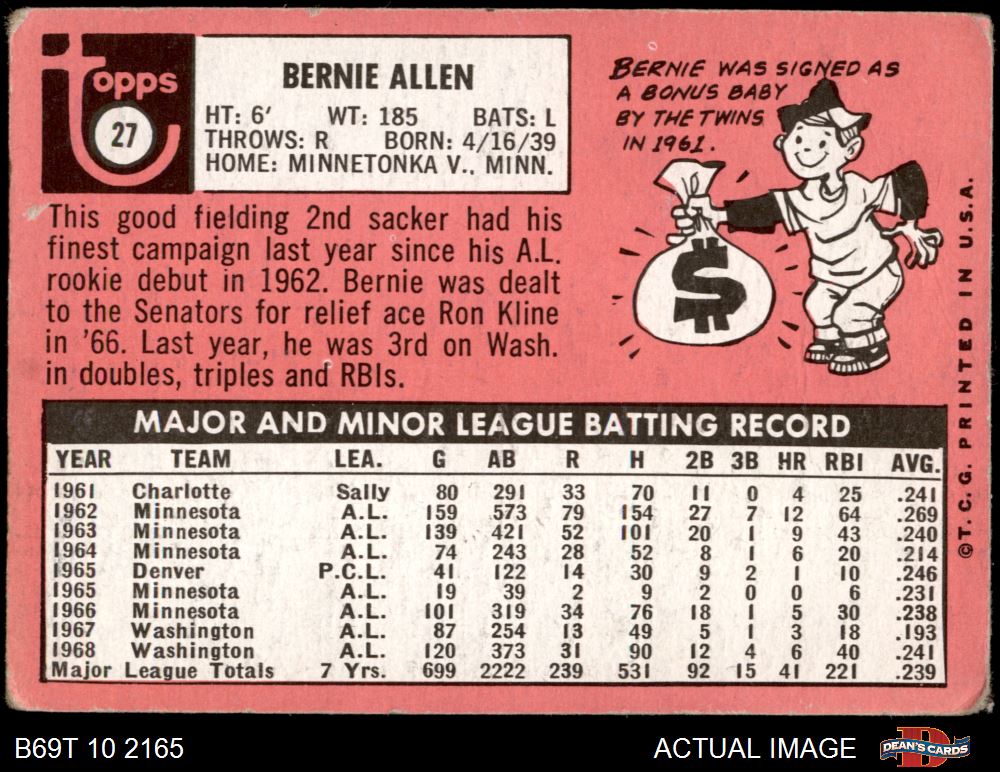 Topps
27
BERNIE ALLEN
HT: 6' WT: 185 BATS: L
THROWS: R BORN: 4/16/39
HOME: MINNETONKA V., MINN.
BERNIE WAS SIGNED AS
A BONUS BABY
BY THE TWINS
IN 1961.
$
This good fielding 2nd sacker had his
finest campaign last year since his A.L.
rookie debut in 1962. Bernie was dealt
to the Senators for relief ace Ron Kline
in '66. Last year, he was 3rd on Wash.
in doubles, triples and RBIs.
MAJOR AND MINOR LEAGUE BATTING RECORD
YEAR TEAM LEA. G AB R H 2B 3B HR RBI AVG.
1961 Charlotte Sally 80 291 33 70 11 0 4 25 .241
1962 Minnesota A.L. 159 573 79 154 27 7 12 64 .269
1963 Minnesota A.L. 139 421 52 101 20 1 9 43 .240
1964 Minnesota A.L. 74 243 28 52 8 1 6 20 .214
1965 Denver P.C.L. 41 122 14 30 9 2 1 10 .246
1965 Minnesota A.L. 19 39 2 9 2 0 0 6 .231
1966 Minnesota A.L. 101 319 34 76 18 1 5 30 .238
1967 Washington A.L. 87 254 13 49 5 1 3 18 .193
1968 Washington A.L. 120 373 31 90 12 4 6 40 .241
Major League Totals 7 Yrs. 699 2222 239 531 92 15 41 221 .239
©T.C.G. PRINTED IN U.S.A.
B69T 10 2165
ACTUAL IMAGE
DEAN'S CARDS